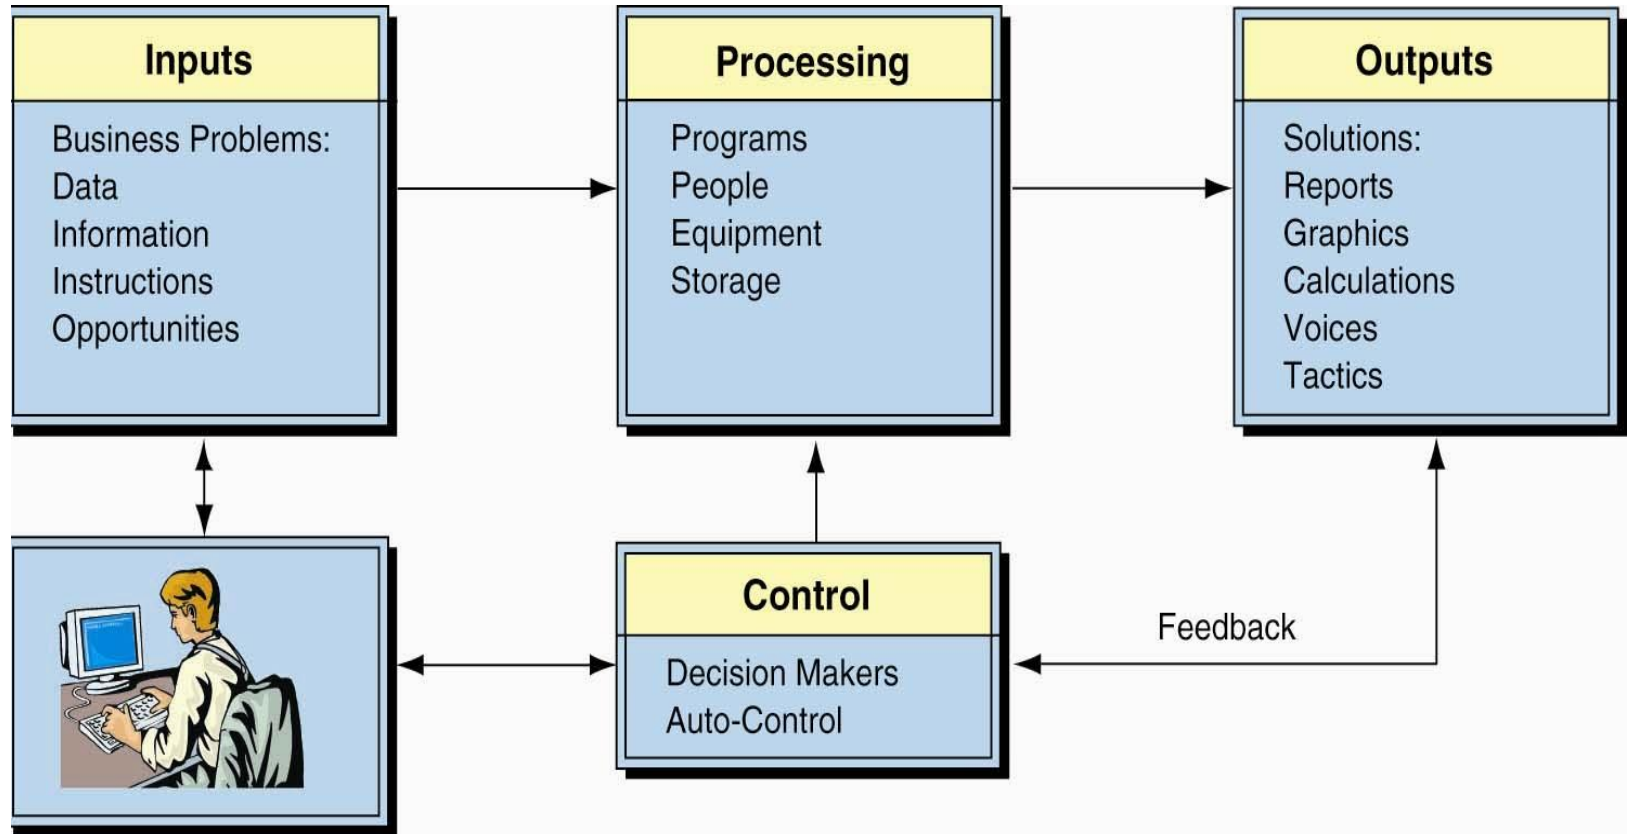 Inputs
Business Problems:
Data
Information
Instructions
Opportunities
Processing
Programs
People
Equipment
Storage
Outputs
Solutions:
Reports
Graphics
Calculations
Voices
Tactics
Control
Decision Makers
Auto-Control
Feedback